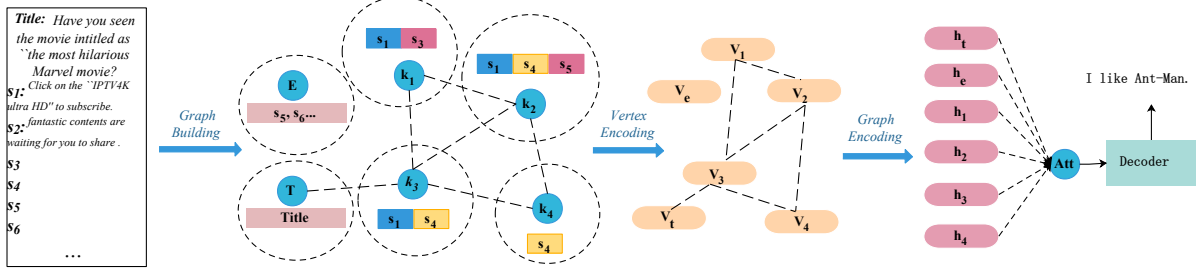 Title: Have you seen
the movie intitled as
``the most hilarious
Marvel movie?
s1: Click on the ``IPTV4K
ultra HD" to subscribe.
s2: fantastic contents are
waiting for you to share .
s3
s4
s5
s6
...
Graph
Building
E
s5, s6...
T
Title
s1 s3
k1
s1 s4 s5
k2
k3
s1 s4
k4
s4
Vertex
Encoding
V1
Ve
V2
V3
Vt
V4
Graph
Encoding
ht
he
h1
h2
h3
h4
Att
I like Ant-Man.
Decoder